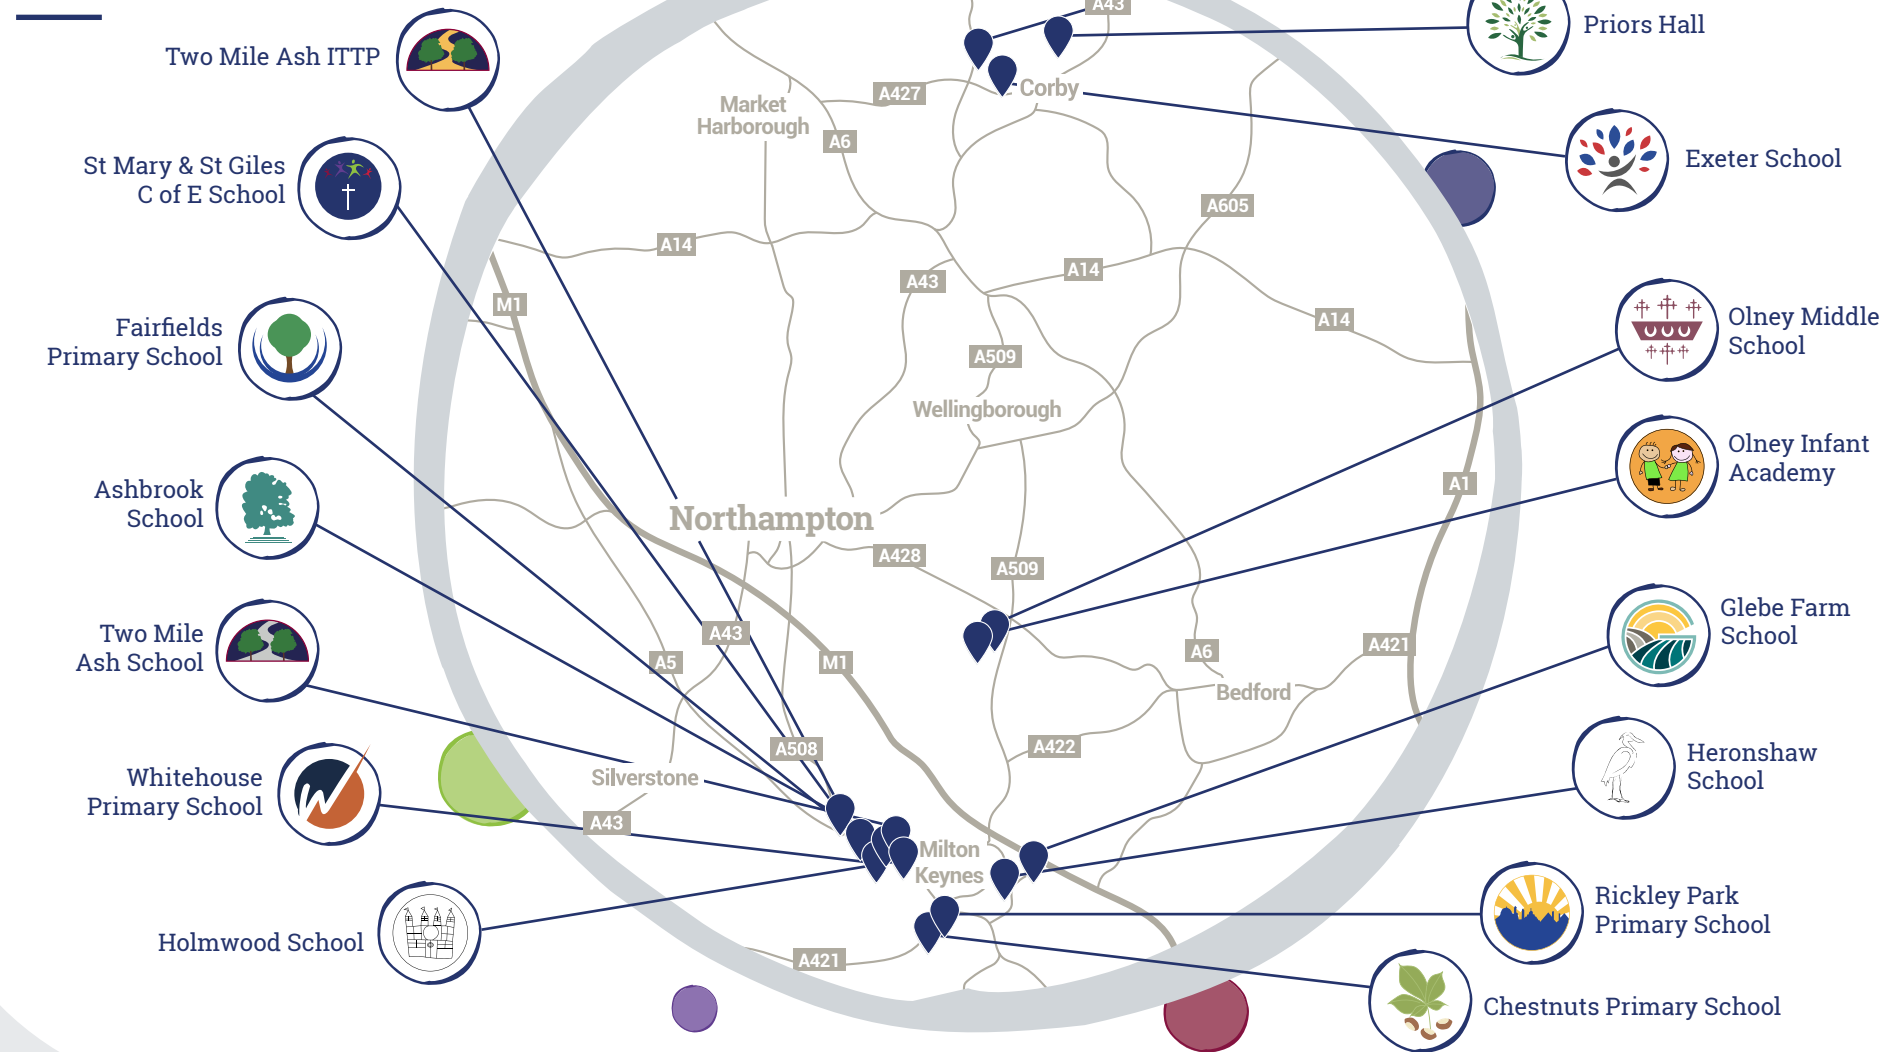 Two Mile Ash ITTP
St Mary & St Giles
C of E School
Fairfields
Primary School
Ashbrook
School
Two Mile
Ash School
Whitehouse
Primary School
Holmwood School
A43
Market
Harborough
A427
Corby
A6
A605
A14
A43
A14
M1
A14
A509
Wellingborough
A1
Northampton
A428
A509
A43
A5
M1
A6
A421
Bedford
A508
A422
Silverstone
A43
Milton
Keynes
A421
Priors Hall
Exeter School
Olney Middle
School
Olney Infant
Academy
Glebe Farm
School
Heronshaw
School
Rickley Park
Primary School
Chestnuts Primary School